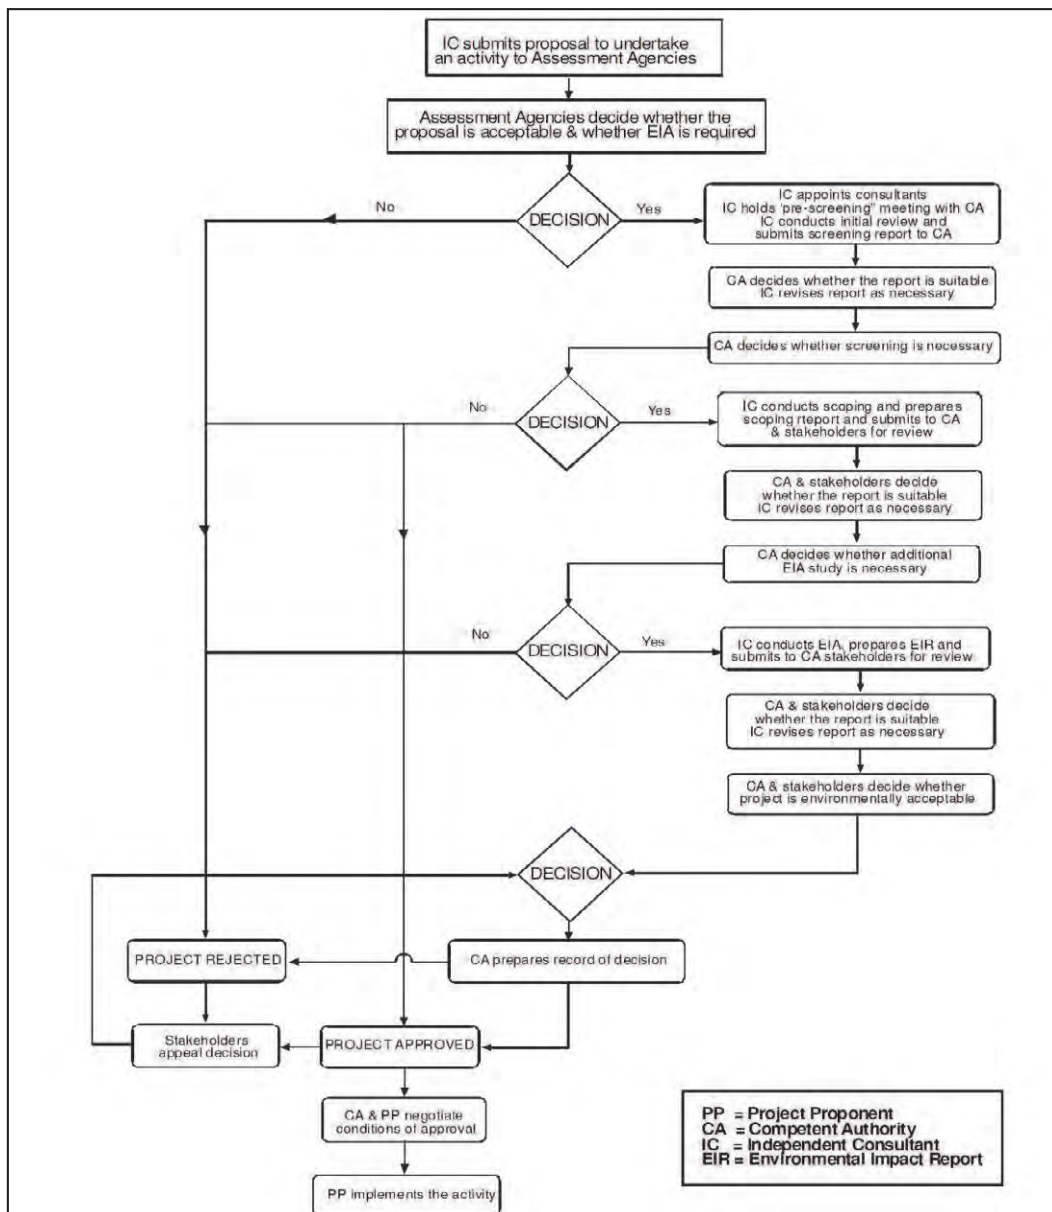 IC submits proposal to undertake
an activity to Assessment Agencies
Assessment Agencies decide whether the
proposal is acceptable & whether EIA is required
DECISION
No
Yes
IC appoints consultants
IC holds 'pre-screening" meeting with CA
IC conducts initial review and
submits screening report to CA
CA decides whether the report is suitable
IC revises report as necessary
CA decides whether screening is necessary
DECISION
No
Yes
IC conducts scoping and prepares
scoping rteport and submits to CA
& stakeholders for review
CA & stakeholders decide
whether the report is suitable
IC revises report as necessary
CA decides whether additional
EIA study is necessary
DECISION
No
Yes
IC conducts EIA, prepares EIR and
submits to CA stakeholders for review
CA & stakeholders decide
whether the report is suitable
IC revises report as necessary
CA & stakeholders decide whether
project is environmentally acceptable
DECISION
PROJECT REJECTED
CA prepares record of decision
Stakeholders
appeal decision
PROJECT APPROVED
CA & PP negotiate
conditions of approval
PP implements the activity
PP = Project Proponent
CA = Competent Authority
IC = Independent Consultant
EIR = Environmental Impact Report